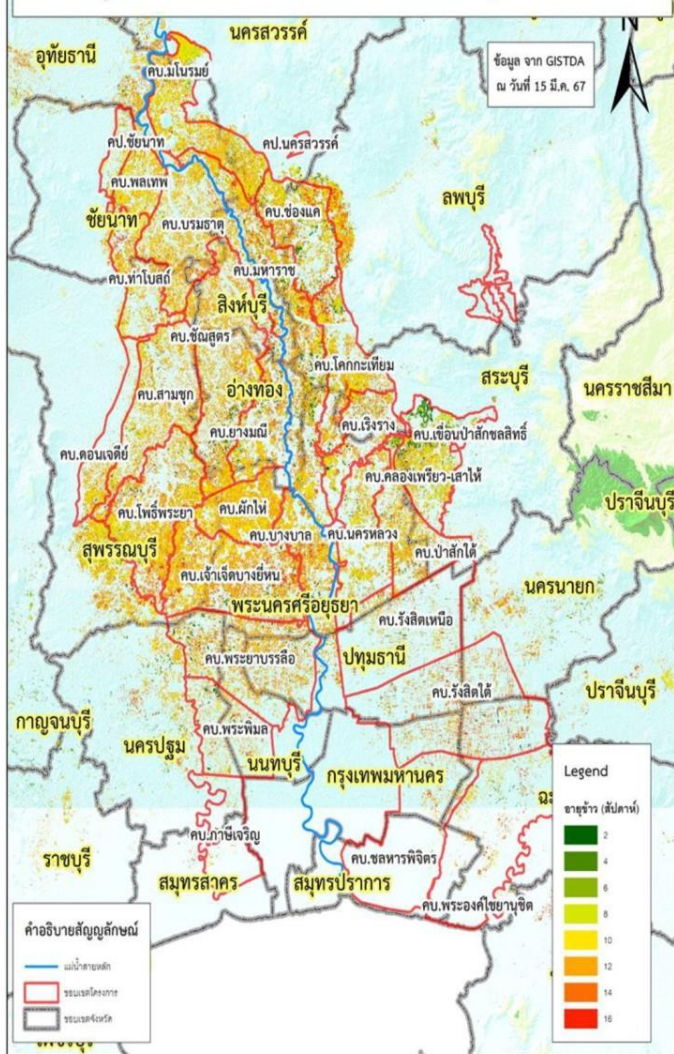 นครสวรรค์
N
อุทัยธานี
คบ.มโนรมย์
ข้อมูล จาก GISTDA
ณ วันที่ 15 มี.ค. 67
คป.ชัยนาท
คป.นครสวรรค์
คบ.พลเทพ
คบ.ช่องแค
ลพบุรี
ชัยนาท
คบ.บรมธาตุ
คบ.มหาราช
คบ.ท่าโบสถ์
สิงห์บุรี
คบ.ชัณสูตร
คบ.โคกกะเทียม
สระบุรี
คบ.สามชุก
อ่างทอง
นครราชสีมา
คบ.เริงราง
คบ.ยางมณี
คบ.เขื่อนป่าสักชลสิทธิ์
คบ.ดอนเจดีย์
คบ.คลองเพรียว-เสาไห้
ปราจีนบุรี
คบ.โพธิ์พระยา
คบ.ผักไห่
คบ.บางบาล
คบ.นครหลวง
สุพรรณบุรี
คบ.ป่าสักใต้
คบ.เจ้าเจ็ดบางยี่หน
นครนายก
พระนครศรีอยุธยา
คบ.รังสิตเหนือ
คบ.พระยาบรรลือ
ปทุมธานี
คบ.รังสิตใต้
ปราจีนบุรี
กาญจนบุรี
คบ.พระพิมล
นครปฐม
นนทบุรี
กรุงเทพมหานคร
Legend
อายุข้าว (สัปดาห์)
2
4
6
8
10
12
14
16
ฉะ
คบ.ภาษีเจริญ
ราชบุรี
คบ.ชลหารพิจิตร
สมุทรสาคร
สมุทรปราการ
คบ.พระองค์ไชยานุชิต
คำอธิบายสัญญลักษณ์
แม่น้ำสายหลัก
ขอบเขตโครงการ
ขอบเขตจังหวัด